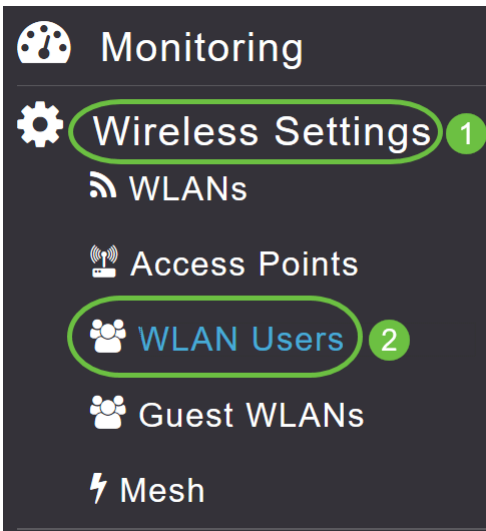 Monitoring
Wireless Settings 1
WLANs
Access Points
WLAN Users 2
Guest WLANs
Mesh